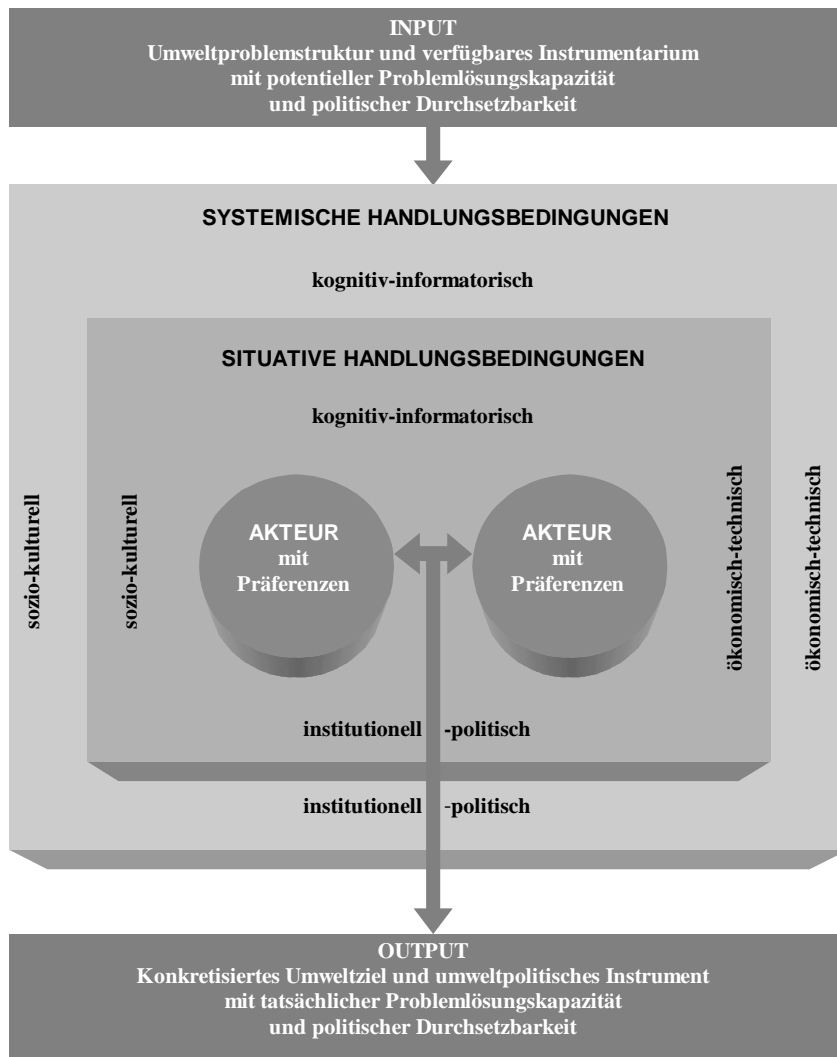 INPUT
Umweltproblemstruktur und verfügbares Instrumentarium
mit potentieller Problemlösungskapazität
und politischer Durchsetzbarkeit
SYSTEMISCHE HANDLUNGSBEDINGUNGEN
kognitiv-informatorisch
SITUATIVE HANDLUNGSBEDINGUNGEN
kognitiv-informatorisch
sozio-kulturell
sozio-kulturell
AKTEUR
mit
Präferenzen
AKTEUR
mit
Präferenzen
ökonomisch-technisch
ökonomisch-technisch
institutionell -politisch
institutionell -politisch
OUTPUT
Konkretisiertes Umweltziel und umweltpolitisches Instrument
mit tatsächlicher Problemlösungskapazität
und politischer Durchsetzbarkeit